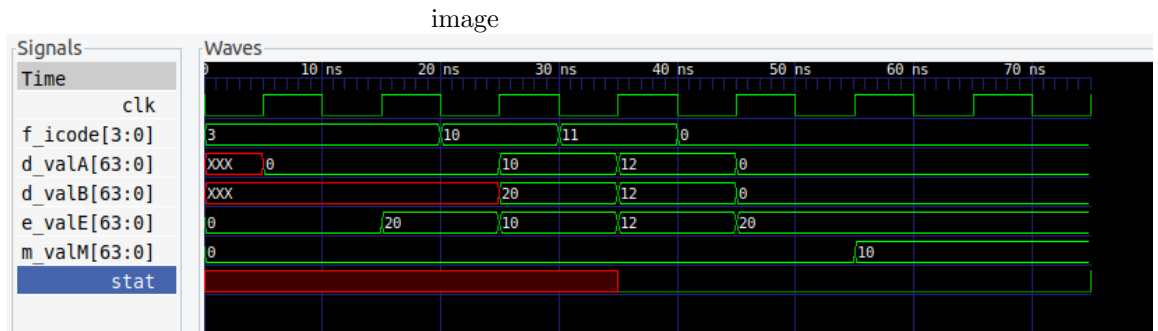 image
Signals
Waves
Time
0 10 ns 20 ns 30 ns 40 ns 50 ns 60 ns 70 ns
clk
f_icode[3:0] 3 10 11 0
d_valA[63:0] XXX 0 10 12 0
d_valB[63:0] XXX 20 12 0
e_valE[63:0] 0 20 10 12 20
m_valM[63:0] 0 10
stat